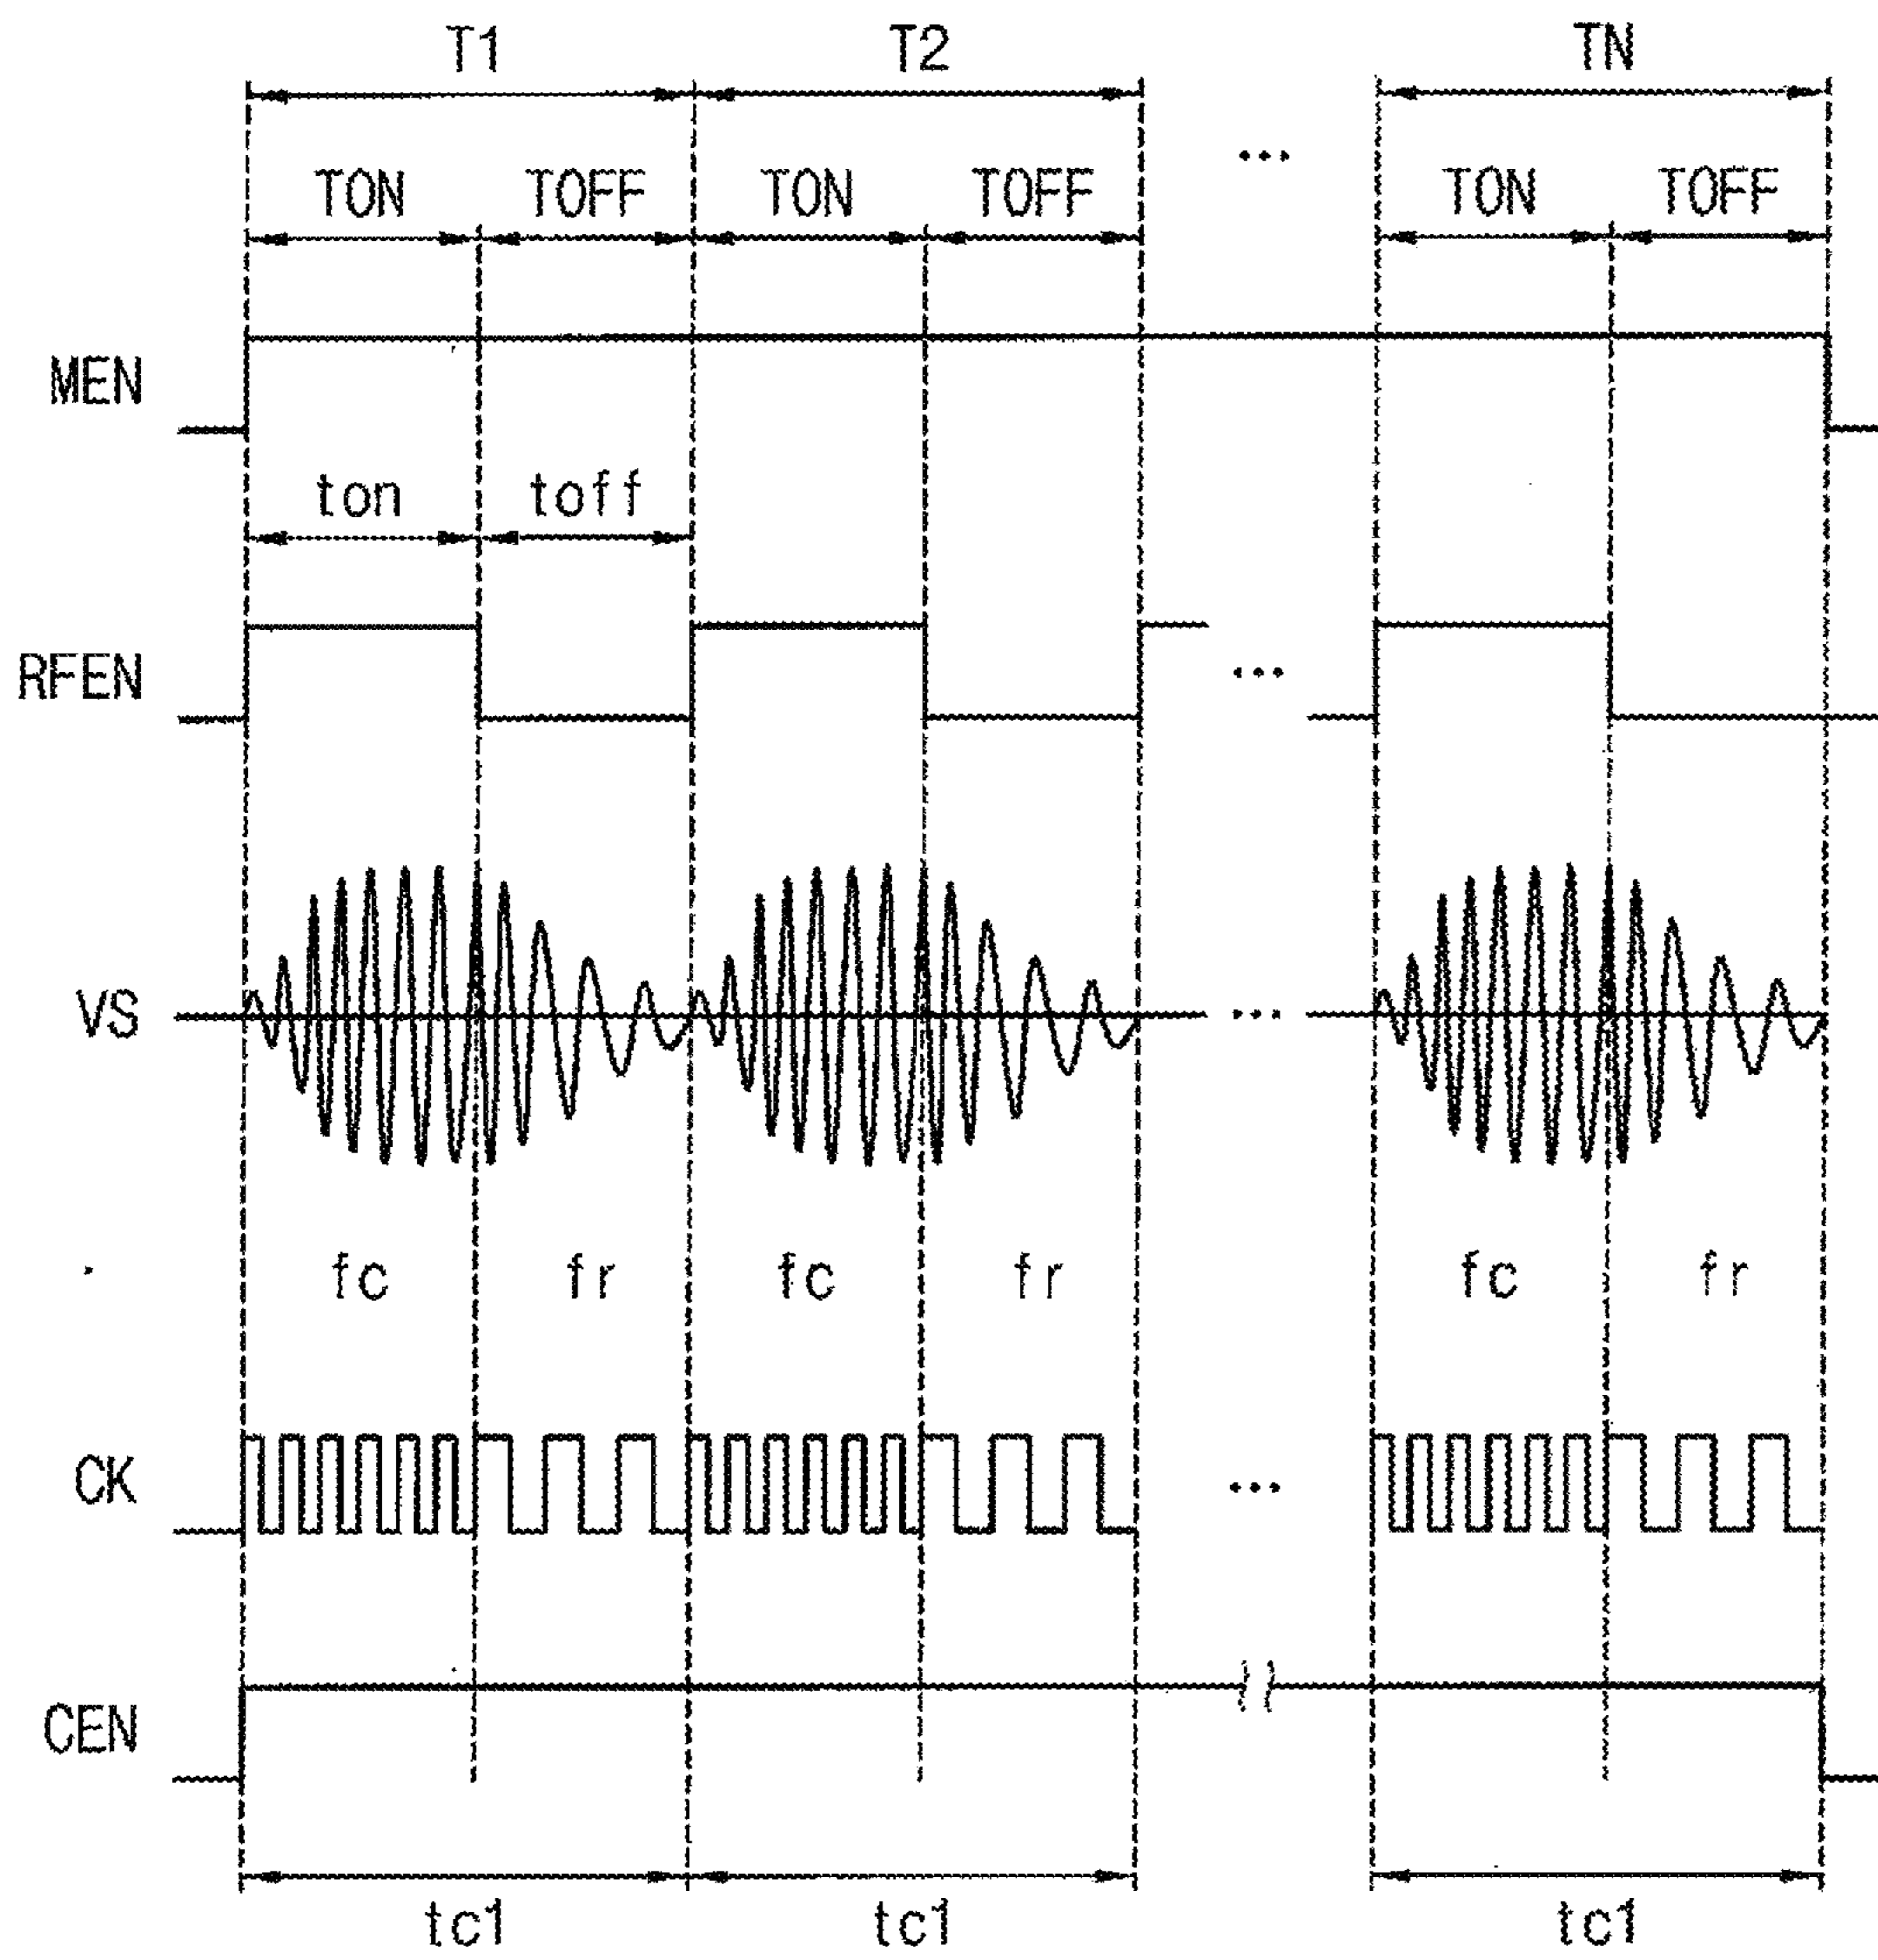 T1 T2 TN
...
TON TOFF TON TOFF TON TOFF
MEN
ton toff
RFEN ...
VS ...
fc fr fc fr fc fr
CK ...
CEN
tc1 tc1 tc1